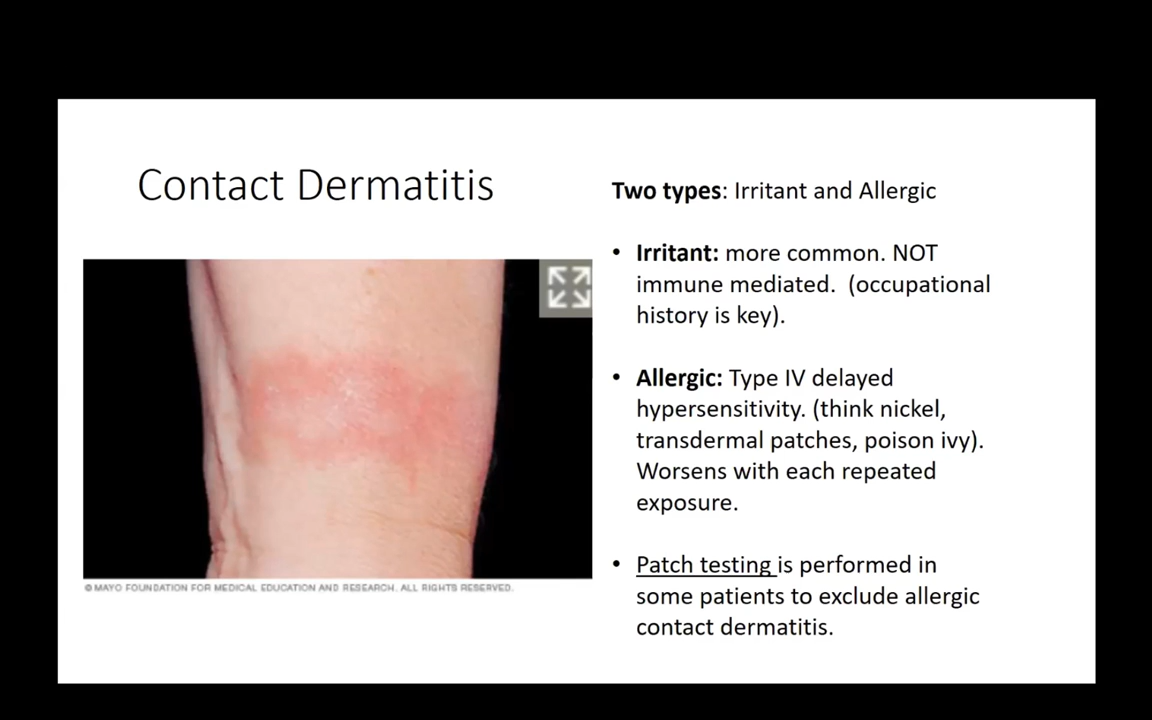 Contact Dermatitis
© MAYO FOUNDATION FOR MEDICAL EDUCATION AND RESEARCH. ALL RIGHTS RESERVED.
Two types: Irritant and Allergic
• Irritant: more common. NOT
immune mediated. (occupational
history is key).
• Allergic: Type IV delayed
hypersensitivity. (think nickel,
transdermal patches, poison ivy).
Worsens with each repeated
exposure.
• Patch testing is performed in
some patients to exclude allergic
contact dermatitis.